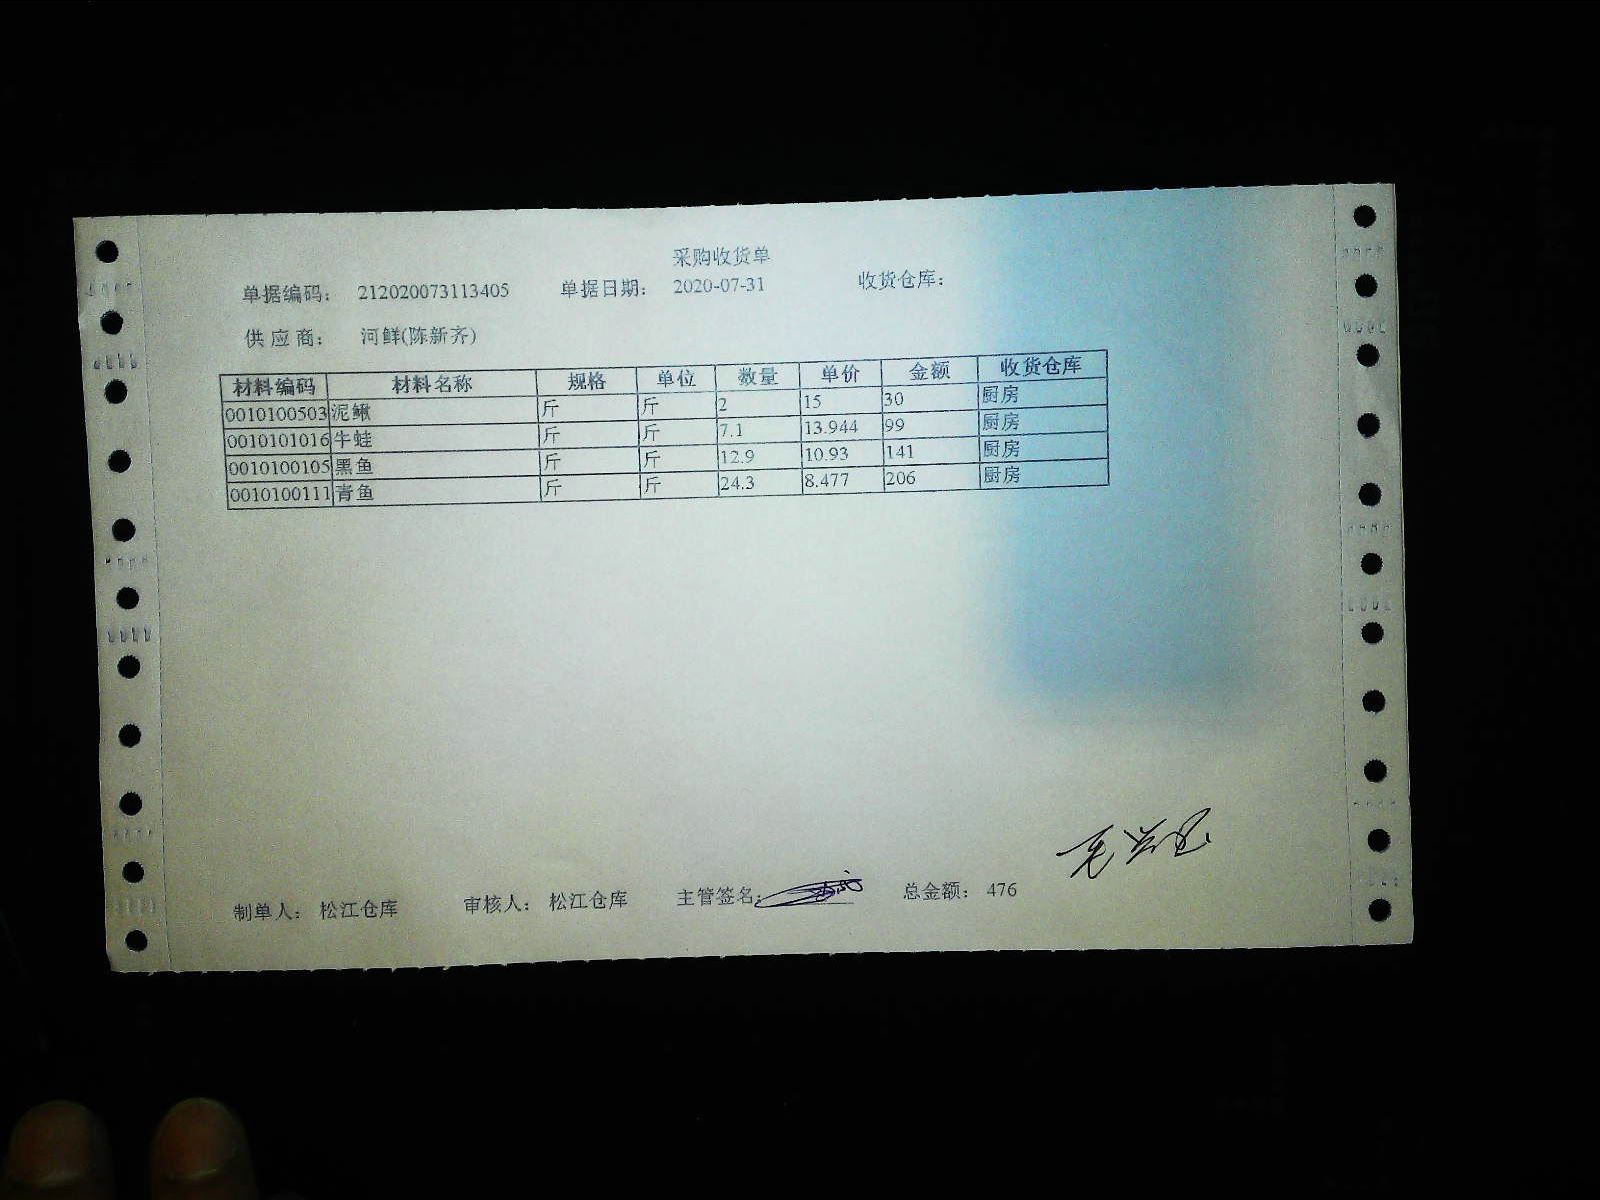 采购收货单
单据编码： 212020073113405 单据日期： 2020-07-31 收货仓库：
供应商： 河鲜(陈新齐)
材料编码 材料名称 规格 单位 数量 单价 金额 收货仓库
0010100503 泥鳅 斤 斤 2 15 30 厨房
0010101016 牛蛙 斤 斤 7.1 13.944 99 厨房
0010100105 黑鱼 斤 斤 12.9 10.93 141 厨房
0010100111 青鱼 斤 斤 24.3 8.477 206 厨房
制单人： 松江仓库 审核人： 松江仓库 主管签名： 总金额： 476